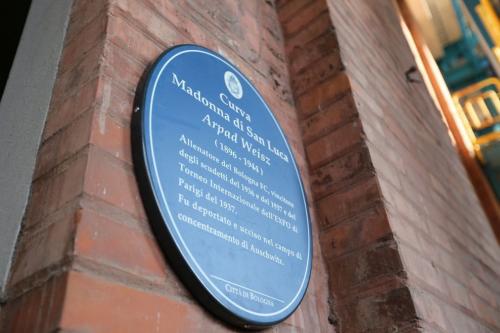 Curva
Madonna di San Luca
Arpad Weisz
(1896 - 1944)
Allenatore del Bologna FC, vincitore
degli scudetti del 1936 e del 1937 e del
Torneo Internazionale dell'EXPO di
Parigi del 1937.
Fu deportato e ucciso nel campo di
concentramento di Auschwitz.
CITTÀ DI BOLOGNA